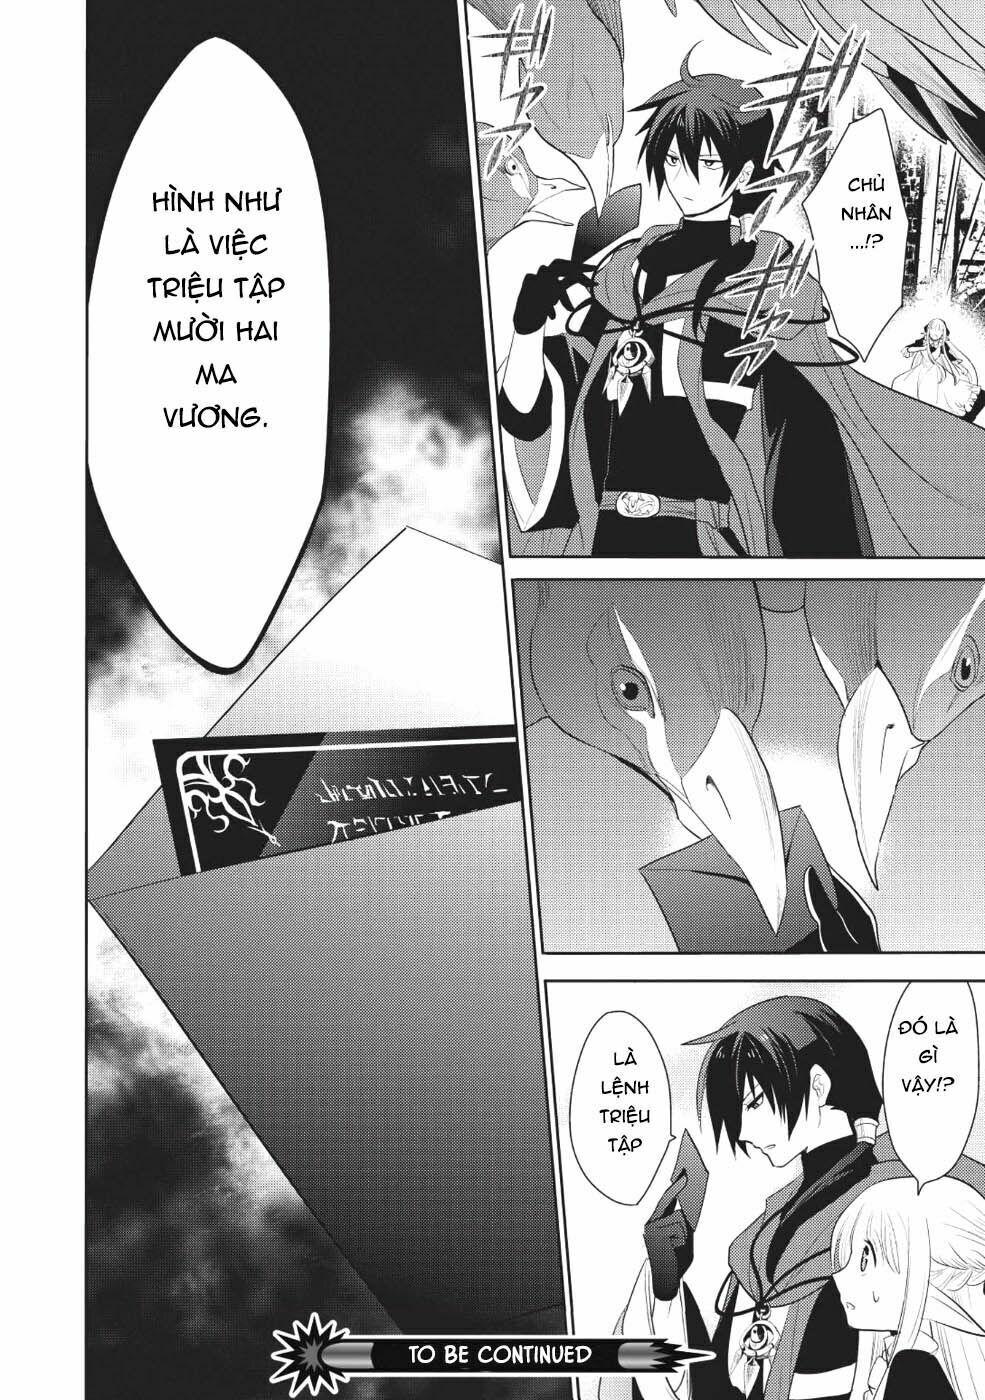 CHỦ
NHÂN
...!?
ĐÓ LÀ
GÌ
VẬY!?
LÀ
LỆNH
TRIỆU
TẬP
HÌNH NHƯ
LÀ VIỆC
TRIỆU TẬP
MƯỜI HAI
MA
VƯƠNG.
TO BE CONTINUED